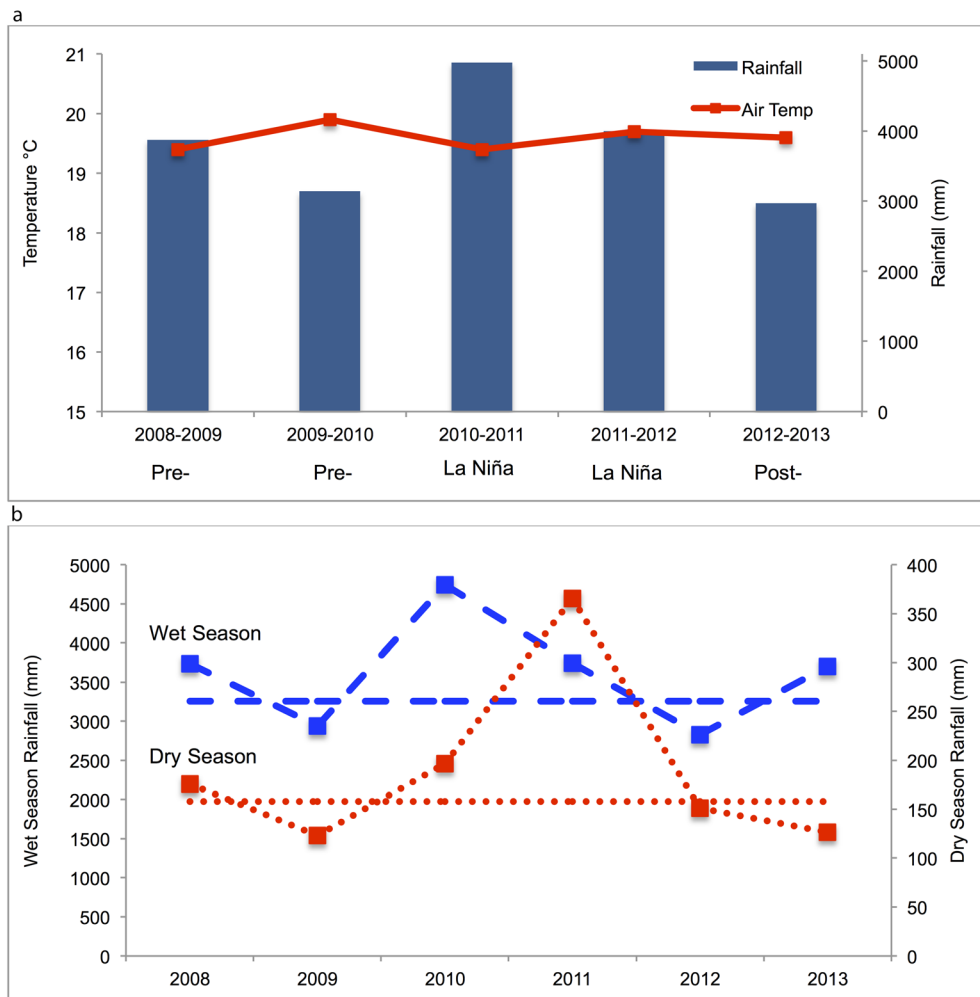 a
21
20
19
18
17
16
15
Temperature °C
5000
4000
3000
2000
1000
0
Rainfall (mm)
Rainfall
Air Temp
2008-2009 2009-2010 2010-2011 2011-2012 2012-2013
Pre- Pre- La Niña La Niña Post-
b
5000
4500
4000
3500
3000
2500
2000
1500
1000
500
0
Wet Season Rainfall (mm)
Wet Season
Dry Season
400
350
300
250
200
150
100
50
0
Dry Season Ranfall (mm)
2008 2009 2010 2011 2012 2013